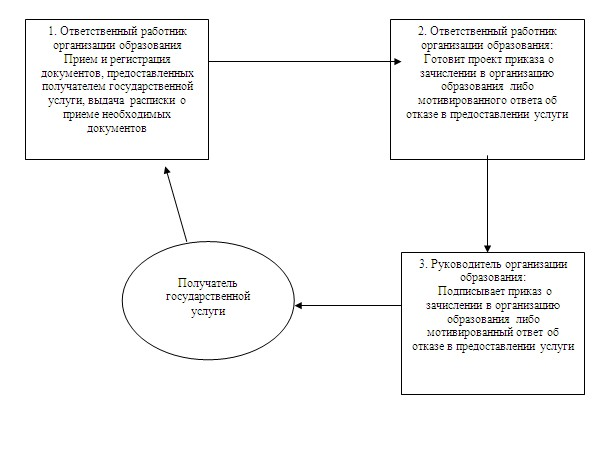 1. Ответственный работник
организации образования
Прием и регистрация
документов, предоставленных
получателем государственной
услуги, выдача расписки о
приеме необходимых
документов
2. Ответственный работник
организации образования:
Готовит проект приказа о
зачислении в организацию
образования либо
мотивированного ответа об
отказе в предоставлении услуги
3. Руководитель организации
образования:
Подписывает приказ о
зачислении в организацию
образования либо
мотивированный ответ об
отказе в предоставлении услуги
Получатель
государственной
услуги